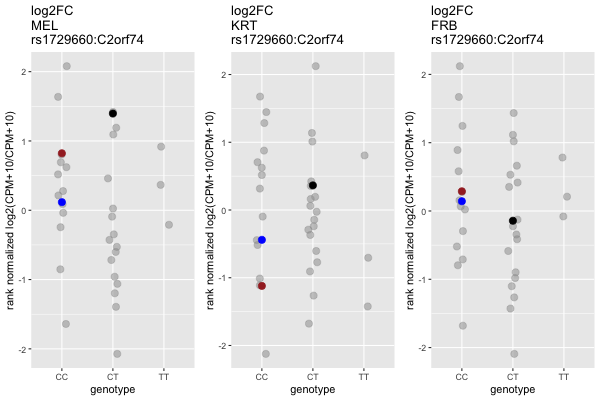 log2FC
MEL
rs1729660:C2orf74
rank normalized log2(CPM+10/CPM+10)
2
1
0
-1
-2
CC
CT
TT
genotype
log2FC
KRT
rs1729660:C2orf74
rank normalized log2(CPM+10/CPM+10)
2
1
0
-1
-2
CC
CT
TT
genotype
log2FC
FRB
rs1729660:C2orf74
rank normalized log2(CPM+10/CPM+10)
2
1
0
-1
-2
CC
CT
TT
genotype